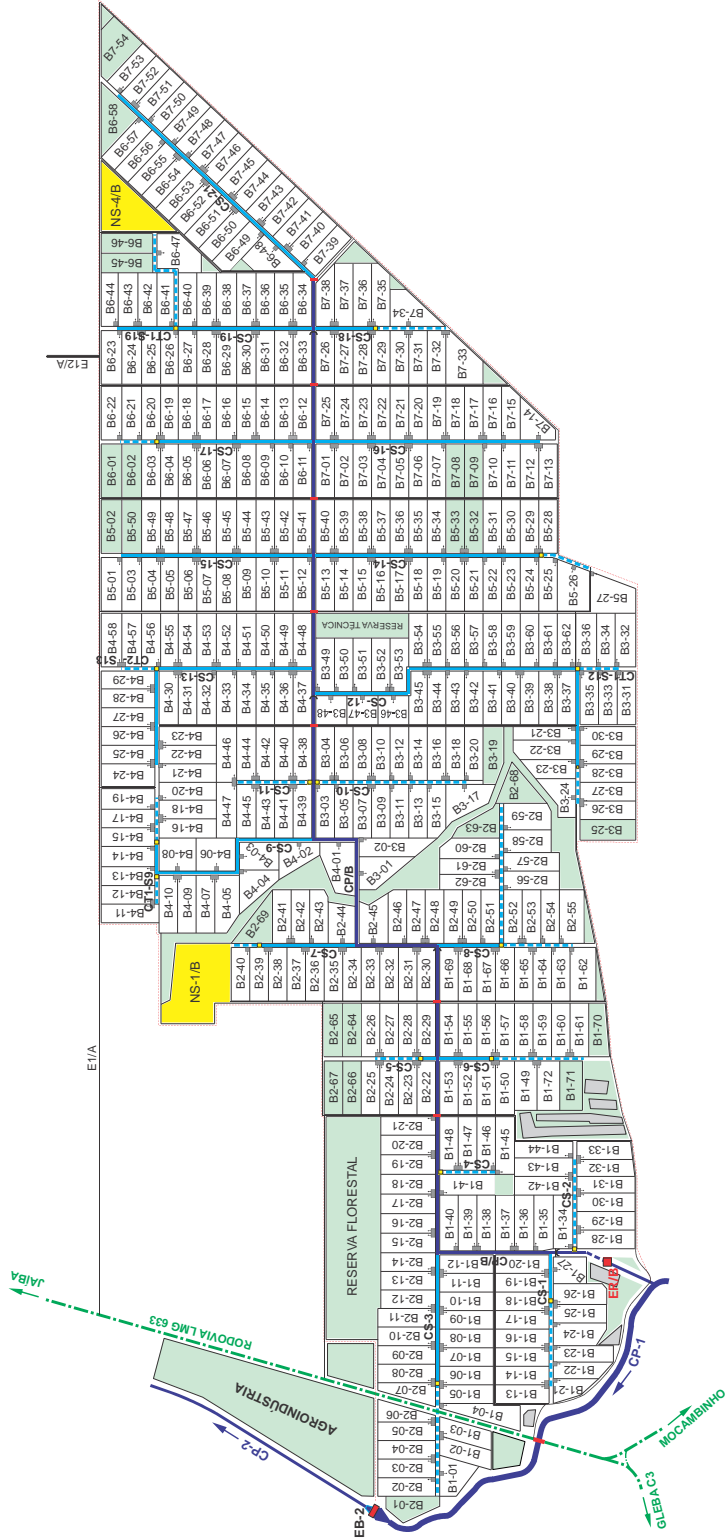 B7-54
B7-53
B7-52
B7-51
B7-50
B7-49
B7-48
B7-47
B7-46
B7-45
B7-44
B7-43
B7-42
B7-41
B7-40
B7-39
B6-58
B6-57
B6-56
B6-55
B6-54
B6-53
B6-52
B6-51
B6-50
B6-49
B6-48
CS-21
NS-4/B
B6-46
B6-45
B6-47
B6-44
B6-43
B6-42
B6-41
B6-40
B6-39
B6-38
B6-37
B6-36
B6-35
B6-34
B7-38
B7-37
B7-36
B7-35
B7-34
CT1-S19
CS-19
CS-18
E12/A
B6-23
B6-24
B6-25
B6-26
B6-27
B6-28
B6-29
B6-30
B6-31
B6-32
B6-33
B7-26
B7-27
B7-28
B7-29
B7-30
B7-31
B7-32
B7-33
B6-22
B6-21
B6-20
B6-19
B6-18
B6-17
B6-16
B6-15
B6-14
B6-13
B6-12
B7-25
B7-24
B7-23
B7-22
B7-21
B7-20
B7-19
B7-18
B7-17
B7-16
B7-15
B7-14
CS-17
CS-16
B6-01
B6-02
B6-03
B6-04
B6-05
B6-06
B6-07
B6-08
B6-09
B6-10
B6-11
B7-01
B7-02
B7-03
B7-04
B7-05
B7-06
B7-07
B7-08
B7-09
B7-10
B7-11
B7-12
B7-13
B5-02
B5-50
B5-49
B5-48
B5-47
B5-46
B5-45
B5-44
B5-43
B5-42
B5-41
B5-40
B5-39
B5-38
B5-37
B5-36
B5-35
B5-34
B5-33
B5-32
B5-31
B5-30
B5-29
B5-28
CS-15
CS-14
B5-01
B5-03
B5-04
B5-05
B5-06
B5-07
B5-08
B5-09
B5-10
B5-11
B5-12
B5-13
B5-14
B5-15
B5-16
B5-17
B5-18
B5-19
B5-20
B5-21
B5-22
B5-23
B5-24
B5-25
B5-26
B5-27
B4-58
B4-57
B4-56
B4-55
B4-54
B4-53
B4-52
B4-51
B4-50
B4-49
B4-48
RESERVA TÉCNICA
B3-49
B3-50
B3-51
B3-52
B3-53
B3-54
B3-55
B3-56
B3-57
B3-58
B3-59
B3-60
B3-61
B3-62
B3-36
B3-34
B3-32
CT2-S13
CS-13
CS-12
CT1-S12
B4-29
B4-28
B4-27
B4-26
B4-25
B4-24
B4-30
B4-31
B4-32
B4-33
B4-34
B4-35
B4-36
B4-37
B3-48
B3-47
B3-46
B3-45
B3-44
B3-43
B3-42
B3-41
B3-40
B3-39
B3-38
B3-37
B3-35
B3-33
B3-31
B4-23
B4-22
B4-21
B4-20
B4-18
B4-16
B4-46
B4-44
B4-42
B4-40
B4-38
B3-04
B3-06
B3-08
B3-10
B3-12
B3-14
B3-16
B3-18
B3-20
B3-19
B3-21
B3-22
B3-23
B3-24
B3-30
B3-29
B3-28
B3-27
B3-26
B3-25
CS-11
CS-10
B4-47
B4-45
B4-43
B4-41
B4-39
B3-03
B3-05
B3-07
B3-09
B3-11
B3-13
B3-15
B3-17
B2-68
B4-19
B4-17
B4-15
B4-14
B4-13
B4-12
B4-11
CT1-S9
B4-08
B4-06
B4-03
CS-9
B4-02
B4-01
CP/B
B3-02
B3-01
B4-10
B4-09
B4-07
B4-05
B4-04
B2-69
B2-63
B2-60
B2-61
B2-62
B2-59
B2-58
B2-57
B2-56
B2-41
B2-42
B2-43
B2-44
B2-45
B2-46
B2-47
B2-48
B2-49
B2-50
B2-51
B2-52
B2-53
B2-54
B2-55
CS-7
CS-8
NS-1/B
B2-40
B2-39
B2-38
B2-37
B2-36
B2-35
B2-34
B2-33
B2-32
B2-31
B2-30
B1-69
B1-68
B1-67
B1-66
B1-65
B1-64
B1-63
B1-62
E1/A
B2-65
B2-64
B2-26
B2-27
B2-28
B2-29
B1-54
B1-55
B1-56
B1-57
B1-58
B1-59
B1-60
B1-61
B1-70
CS-5
CS-6
B2-67
B2-66
B2-25
B2-24
B2-23
B2-22
B1-53
B1-52
B1-51
B1-50
B1-49
B1-72
B1-71
RESERVA FLORESTAL
B2-21
B2-20
B2-19
B2-18
B2-17
B2-16
B2-15
B2-14
B2-13
B2-12
B2-11
B2-10
B2-09
B2-08
B2-07
B2-06
B2-05
B2-04
B2-03
B2-02
B2-01
B1-48
B1-47
B1-46
B1-45
CS-4
B1-41
B1-44
B1-43
B1-42
CS-2
B1-33
B1-32
B1-31
B1-30
B1-29
B1-28
B1-40
B1-39
B1-38
B1-37
B1-36
B1-35
B1-34
CP/B
B1-12
B1-11
B1-10
B1-09
B1-08
B1-07
B1-06
B1-05
B1-04
B1-03
B1-02
B1-01
CS-3
B1-20
B1-19
B1-18
B1-17
B1-16
B1-15
B1-14
B1-13
CS-1
B1-27
B1-26
B1-25
B1-24
B1-23
B1-22
B1-21
ER/B
CP-1
JAÍBA
RODOVIA LMG 633
AGROINDÚSTRIA
CP-2
EB-2
MOCAMBINHO
GLEBA C3